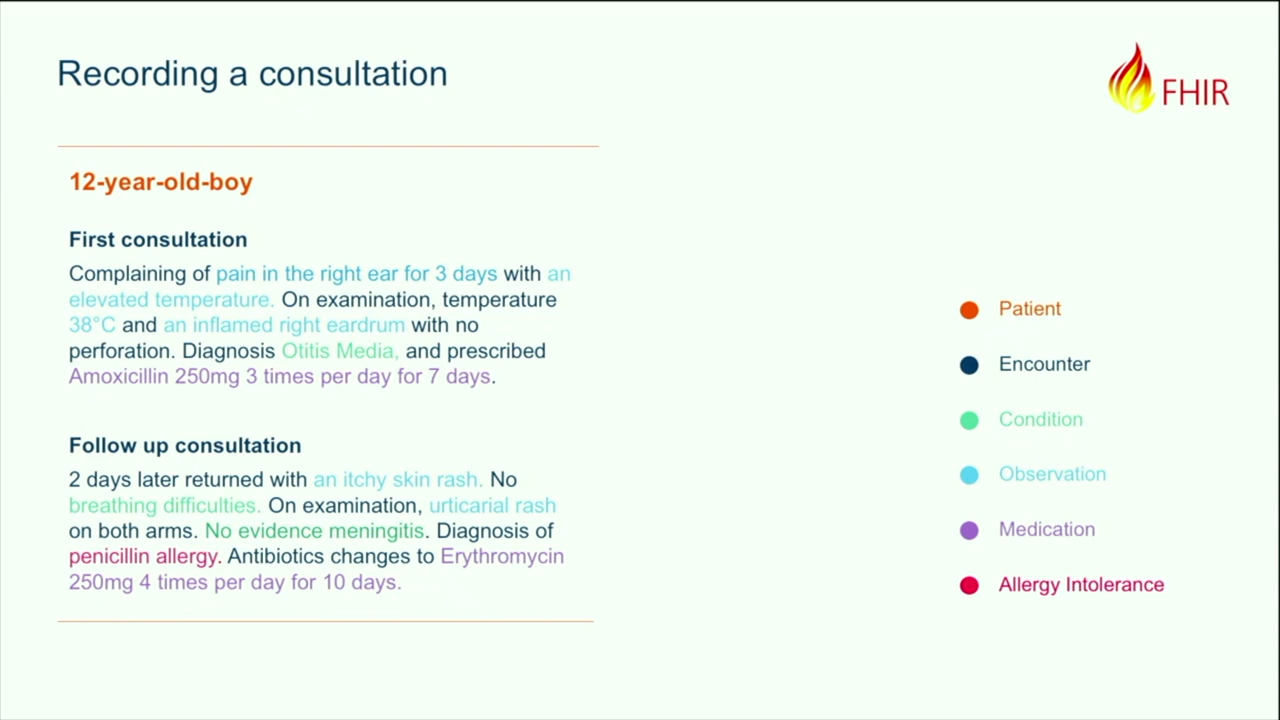 Recording a consultation
FHIR
12-year-old-boy
First consultation
Complaining of pain in the right ear for 3 days with an
elevated temperature. On examination, temperature
38°C and an inflamed right eardrum with no
perforation. Diagnosis Otitis Media, and prescribed
Amoxicillin 250mg 3 times per day for 7 days.
Follow up consultation
2 days later returned with an itchy skin rash. No
breathing difficulties. On examination, urticarial rash
on both arms. No evidence meningitis. Diagnosis of
penicillin allergy. Antibiotics changes to Erythromycin
250mg 4 times per day for 10 days.
Patient
Encounter
Condition
Observation
Medication
Allergy Intolerance